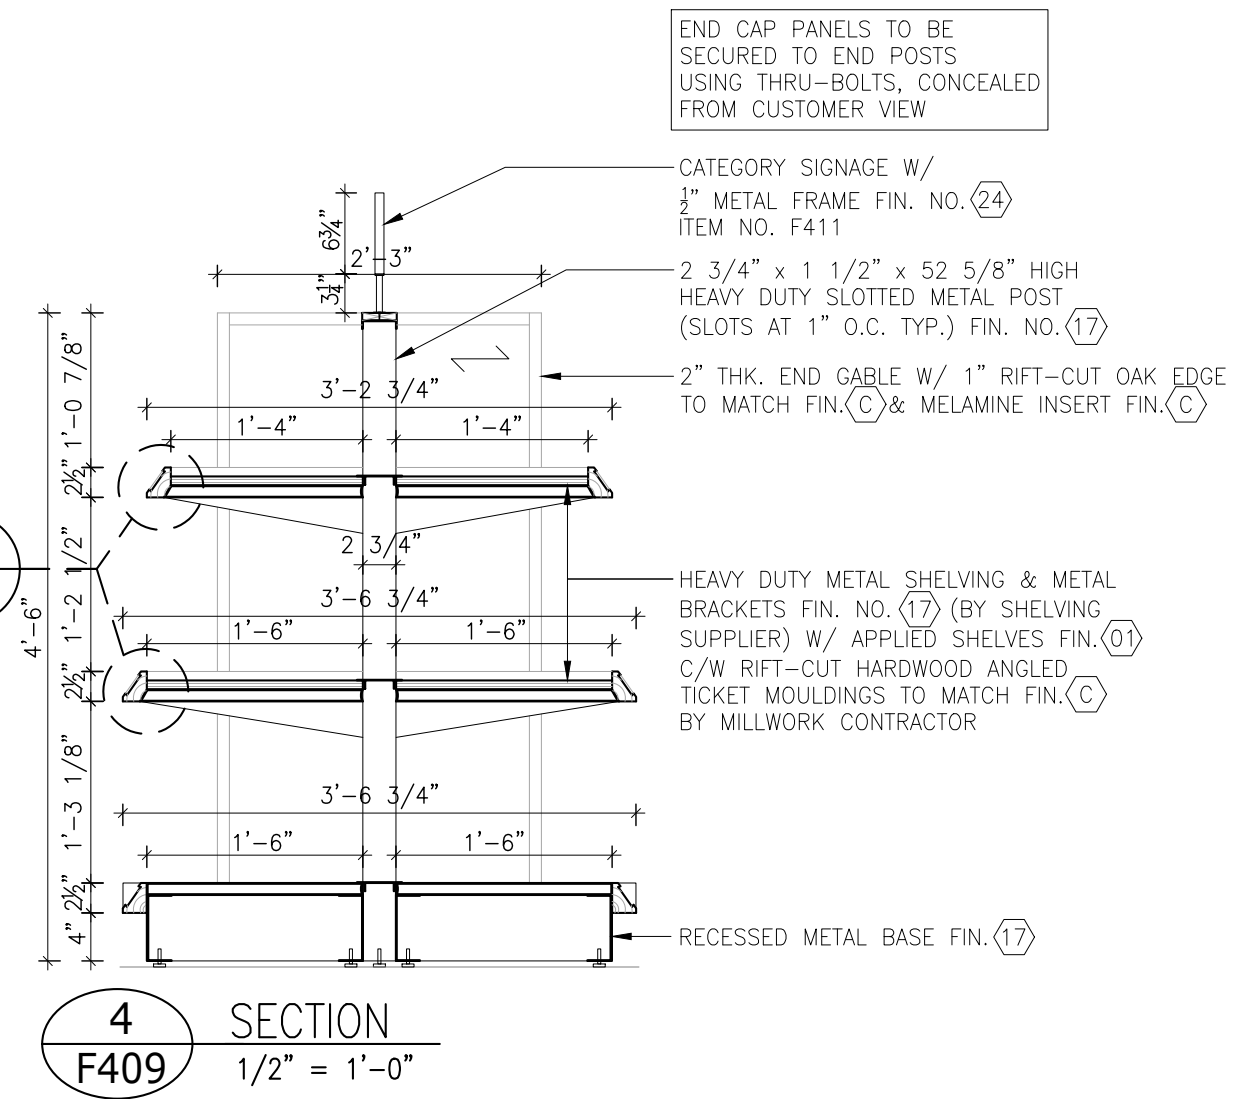 END CAP PANELS TO BE
SECURED TO END POSTS
USING THRU-BOLTS, CONCEALED
FROM CUSTOMER VIEW
CATEGORY SIGNAGE W/
1/2" METAL FRAME FIN. NO. 24
ITEM NO. F411
2 3/4" x 1 1/2" x 52 5/8" HIGH
HEAVY DUTY SLOTTED METAL POST
(SLOTS AT 1" O.C. TYP.) FIN. NO. 17
2" THK. END GABLE W/ 1" RIFT-CUT OAK EDGE
TO MATCH FIN. C & MELAMINE INSERT FIN. C
HEAVY DUTY METAL SHELVING & METAL
BRACKETS FIN. NO. 17 (BY SHELVING
SUPPLIER) W/ APPLIED SHELVES FIN. 01
C/W RIFT-CUT HARDWOOD ANGLED
TICKET MOULDINGS TO MATCH FIN. C
BY MILLWORK CONTRACTOR
RECESSED METAL BASE FIN. 17
6¾"
2'-3"
3¼"
1'-0 7/8"
3'-2 3/4"
1'-4"
1'-4"
2½"
2 3/4"
1'-2 1/2"
3'-6 3/4"
4'-6"
1'-6"
1'-6"
2½"
1'-3 1/8"
3'-6 3/4"
1'-6"
1'-6"
2½"
4"
4
F409
SECTION
1/2" = 1'-0"